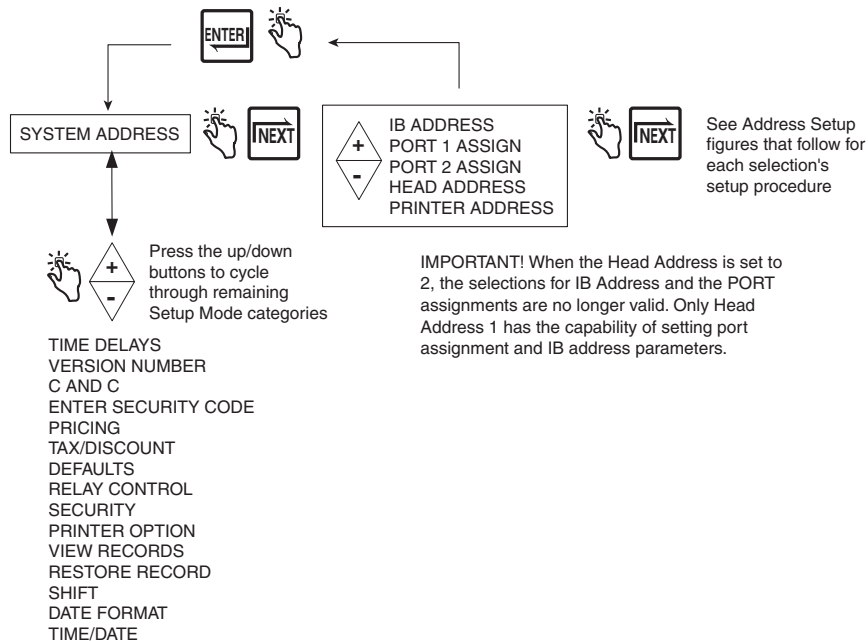 ENTER
SYSTEM ADDRESS
NEXT
+
-
IB ADDRESS
PORT 1 ASSIGN
PORT 2 ASSIGN
HEAD ADDRESS
PRINTER ADDRESS
NEXT
See Address Setup
figures that follow for
each selection's
setup procedure
+
-
Press the up/down
buttons to cycle
through remaining
Setup Mode categories
IMPORTANT! When the Head Address is set to
2, the selections for IB Address and the PORT
assignments are no longer valid. Only Head
Address 1 has the capability of setting port
assignment and IB address parameters.
TIME DELAYS
VERSION NUMBER
C AND C
ENTER SECURITY CODE
PRICING
TAX/DISCOUNT
DEFAULTS
RELAY CONTROL
SECURITY
PRINTER OPTION
VIEW RECORDS
RESTORE RECORD
SHIFT
DATE FORMAT
TIME/DATE